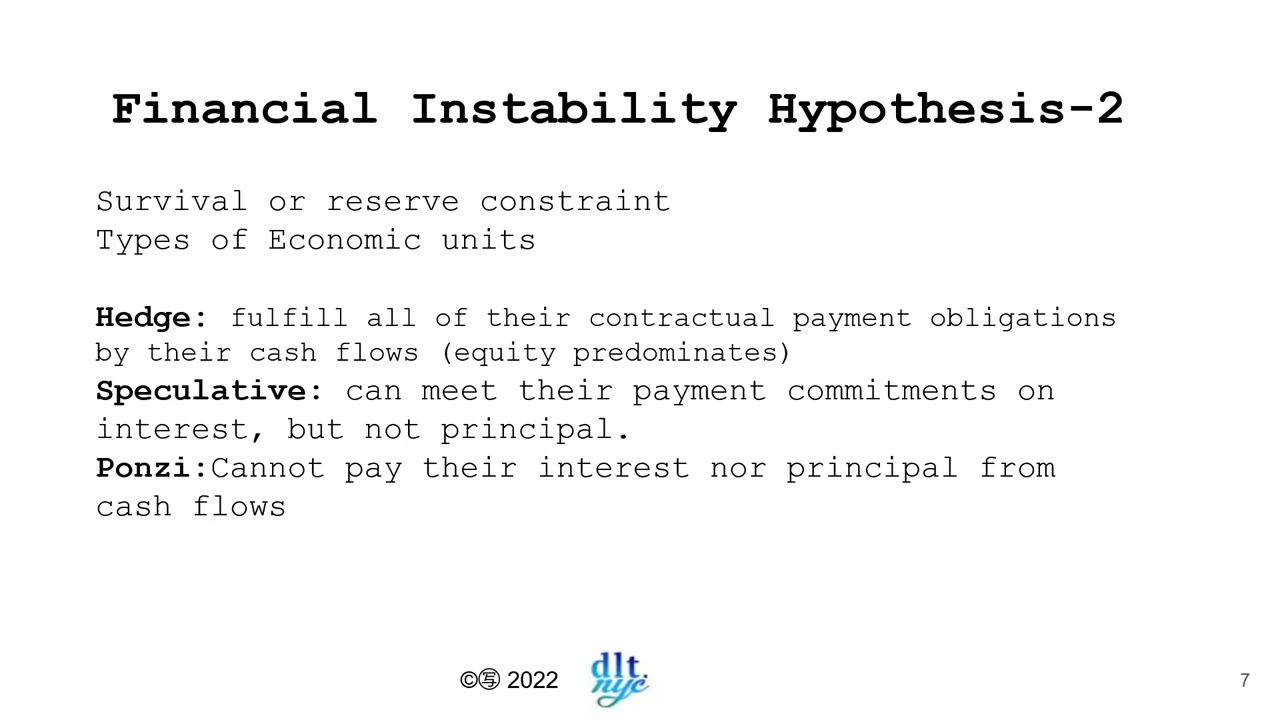 Financial Instability Hypothesis-2
Survival or reserve constraint
Types of Economic units
Hedge: fulfill all of their contractual payment obligations
by their cash flows (equity predominates)
Speculative: can meet their payment commitments on
interest, but not principal.
Ponzi:Cannot pay their interest nor principal from
cash flows
©㊢ 2022
dlt.
nyc
7